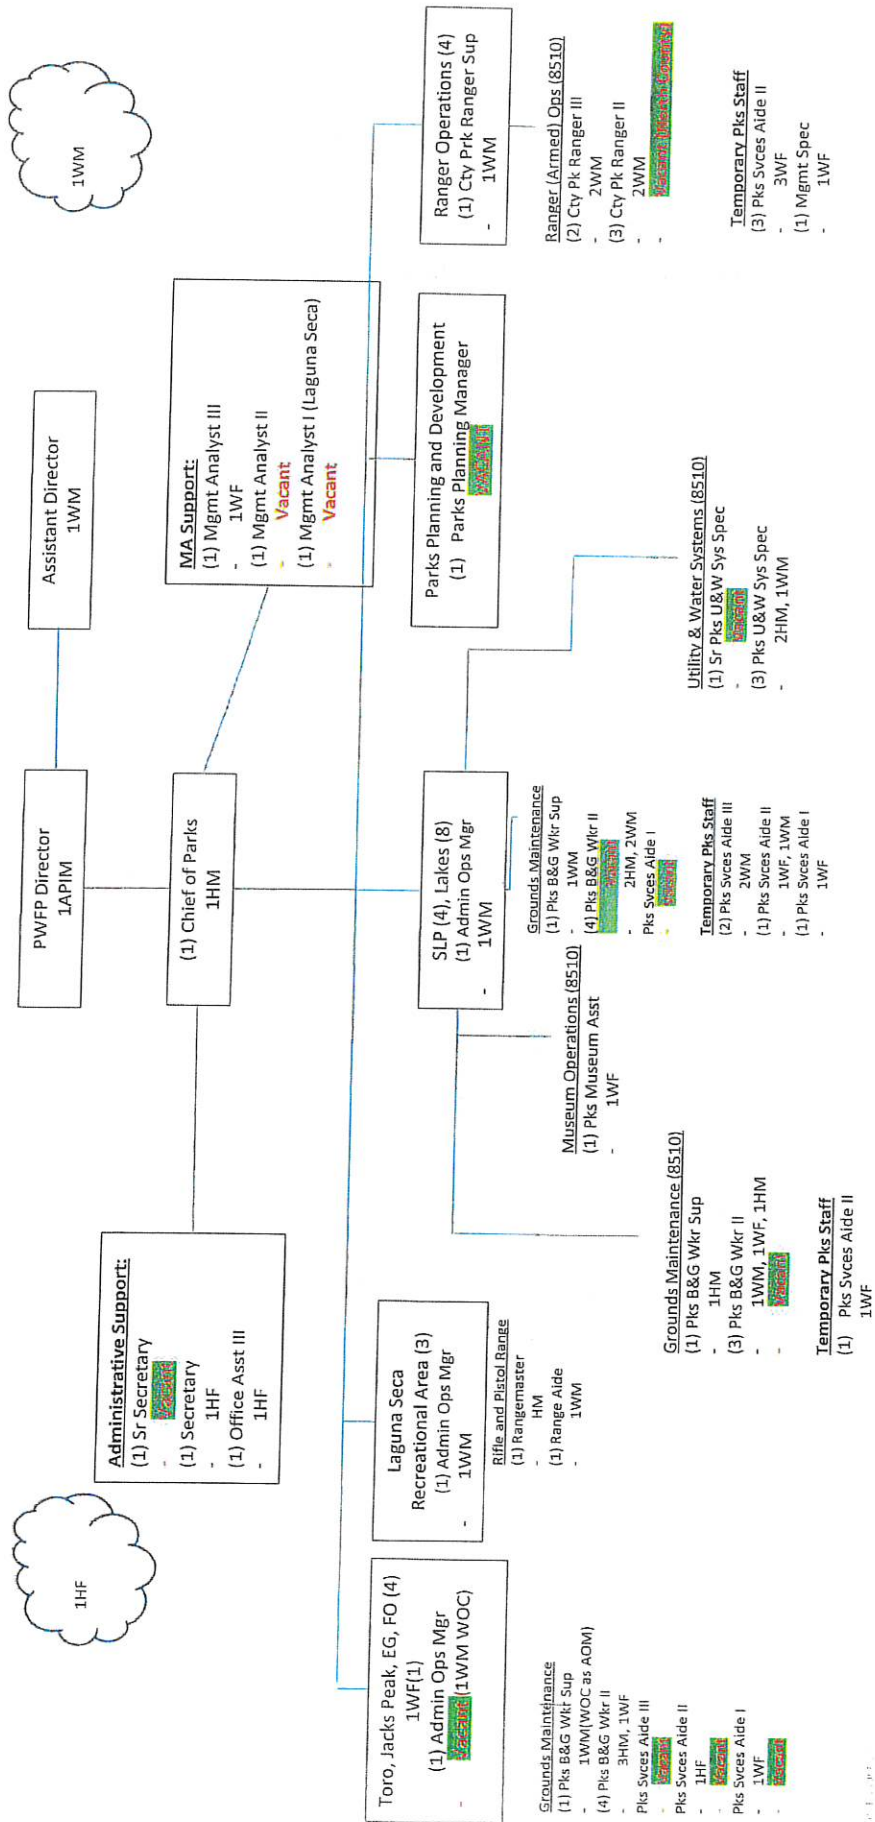 1HF
1WM
PWFP Director
1APIM
Assistant Director
1WM
(1) Chief of Parks
1HM
Administrative Support:
(1) Sr Secretary
- Vacant
(1) Secretary
- 1HF
(1) Office Asst III
- 1HF
MA Support:
(1) Mgmt Analyst III
- 1WF
(1) Mgmt Analyst II
- Vacant
(1) Mgmt Analyst I (Laguna Seca)
- Vacant
Toro, Jacks Peak, EG, FO (4)
1WF(1)
(1) Admin Ops Mgr
- Vacant (1WM WOC)
Grounds Maintenance
(1) Pks B&G Wkr Sup
- 1WM(WOC as AOM)
(4) Pks B&G Wkr II
- 3HM, 1WF
Pks Svces Aide III
- Vacant
Pks Svces Aide II
- 1HF
- Vacant
Pks Svces Aide I
- 1WF
- Vacant
Laguna Seca
Recreational Area (3)
(1) Admin Ops Mgr
- 1WM
Rifle and Pistol Range
(1) Rangemaster
- HM
(1) Range Aide
- 1WM
SLP (4), Lakes (8)
(1) Admin Ops Mgr
- 1WM
Grounds Maintenance (8510)
(1) Pks B&G Wkr Sup
- 1HM
(3) Pks B&G Wkr II
- 1WM, 1WF, 1HM
- Vacant
Temporary Pks Staff
(1) Pks Svces Aide II
1WF
Museum Operations (8510)
(1) Pks Museum Asst
- 1WF
Grounds Maintenance
(1) Pks B&G Wkr Sup
- 1WM
(4) Pks B&G Wkr II
- Vacant
- 2HM, 2WM
Pks Svces Aide I
- Vacant
Temporary Pks Staff
(2) Pks Svces Aide III
- 2WM
(1) Pks Svces Aide II
- 1WF, 1WM
(1) Pks Svces Aide I
- 1WF
Utility & Water Systems (8510)
(1) Sr Pks U&W Sys Spec
- Vacant
(3) Pks U&W Sys Spec
- 2HM, 1WM
Parks Planning and Development
(1) Parks Planning Manager
VACANT
Ranger Operations (4)
(1) Cty Prk Ranger Sup
- 1WM
Ranger (Armed) Ops (8510)
(2) Cty Pk Ranger III
- 2WM
(3) Cty Pk Ranger II
- 2WM
- Vacant
Temporary Pks Staff
(3) Pks Svces Aide II
- 3WF
(1) Mgmt Spec
- 1WF